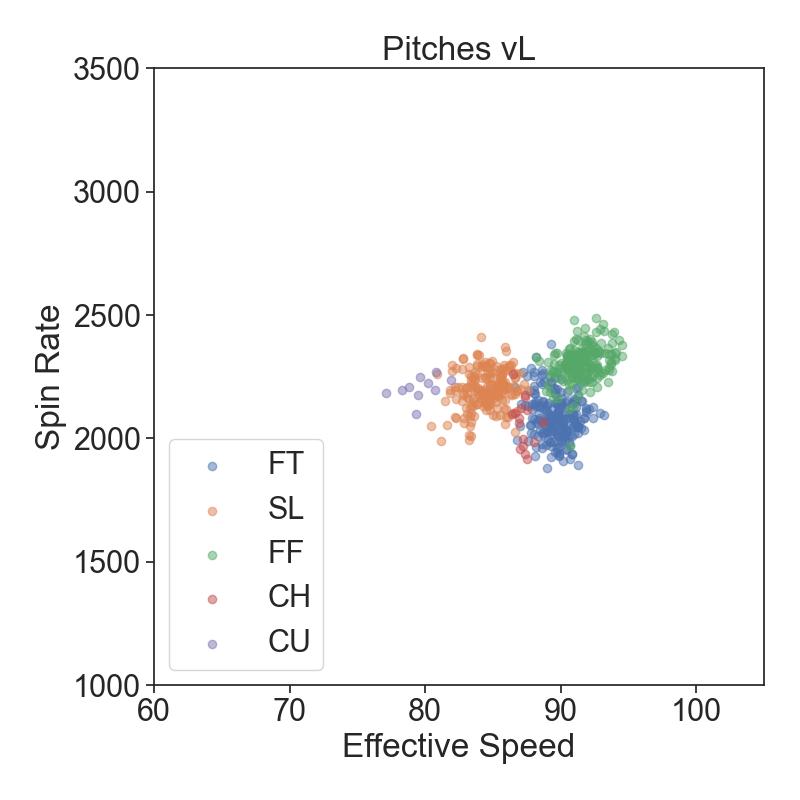 Pitches vL
3500
3000
2500
2000
1500
1000
Spin Rate
FT
SL
FF
CH
CU
60 70 80 90 100
Effective Speed